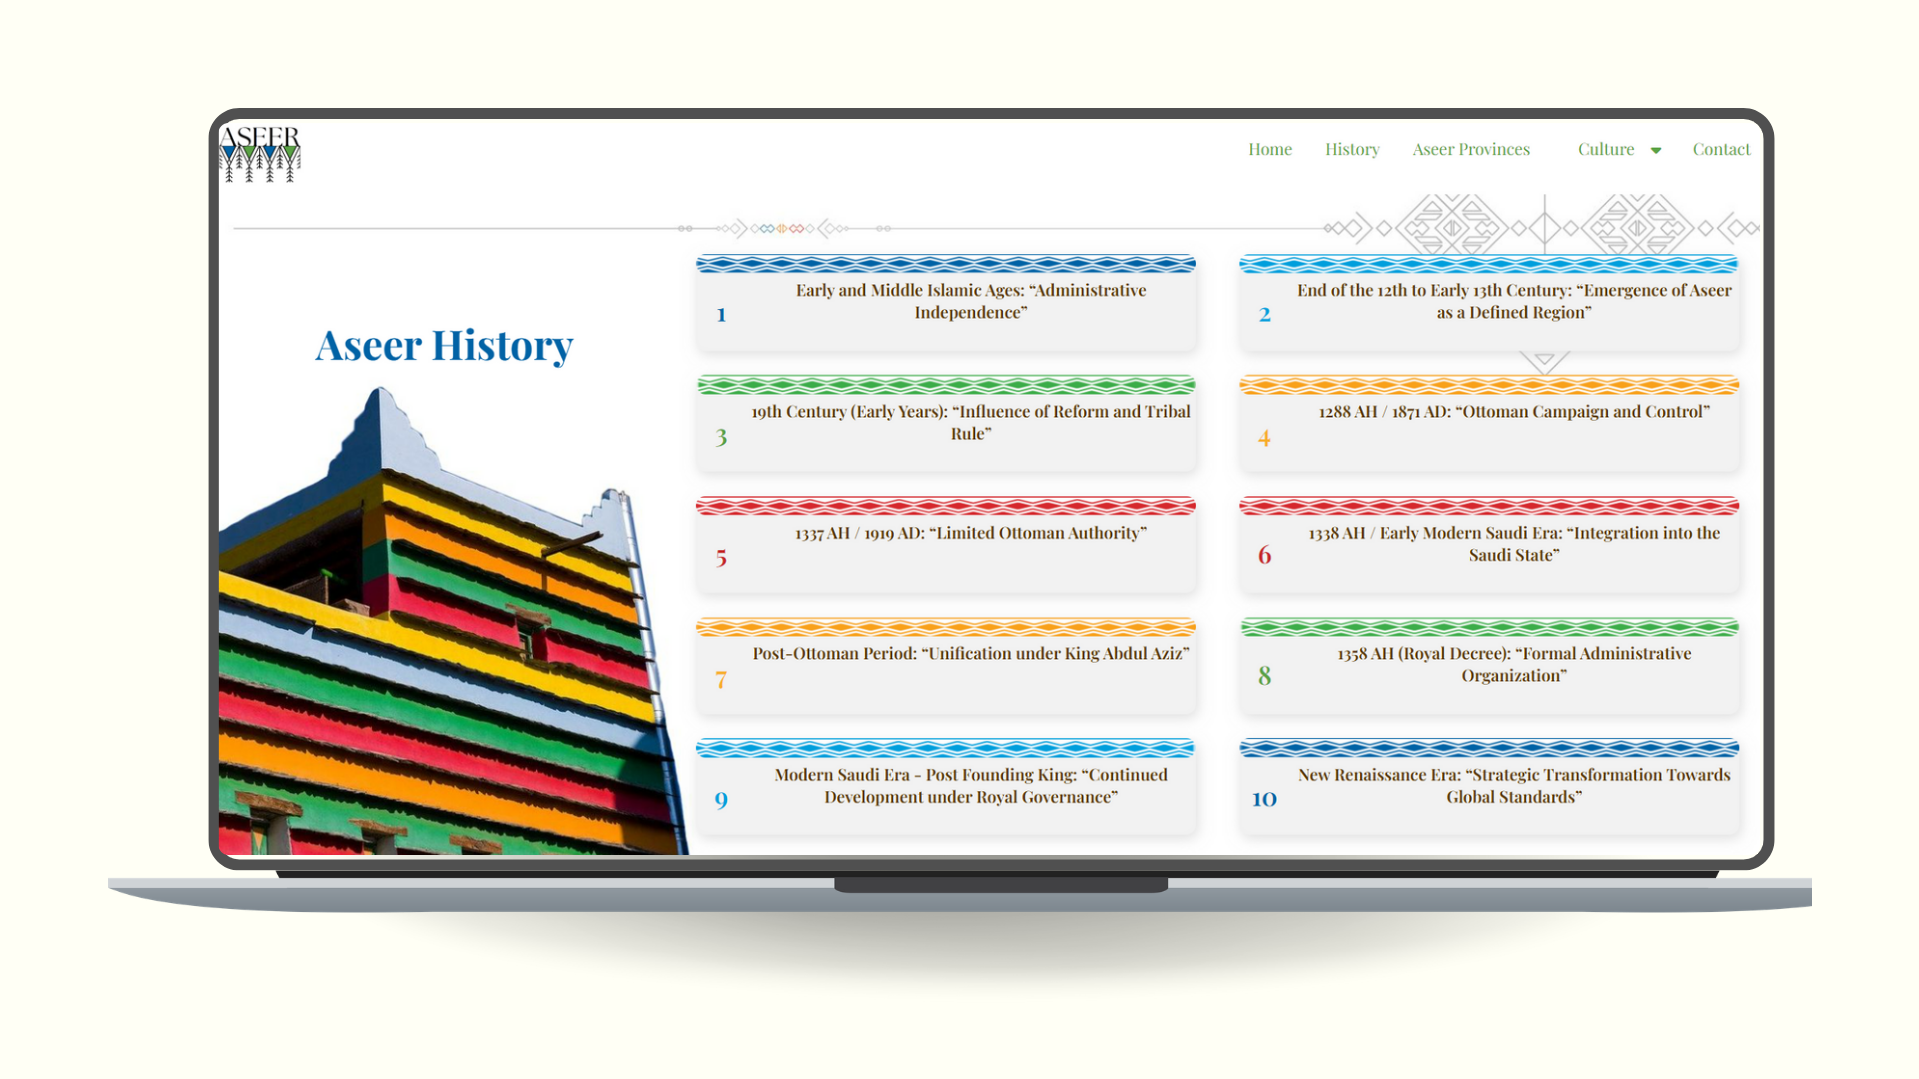 ASEER
Home
History
Aseer Provinces
Culture
Contact
Aseer History
1
Early and Middle Islamic Ages: “Administrative
Independence”
2
End of the 12th to Early 13th Century: “Emergence of Aseer
as a Defined Region”
3
19th Century (Early Years): “Influence of Reform and Tribal
Rule”
4
1288 AH / 1871 AD: “Ottoman Campaign and Control”
5
1337 AH / 1919 AD: “Limited Ottoman Authority”
6
1338 AH / Early Modern Saudi Era: “Integration into the
Saudi State”
7
Post-Ottoman Period: “Unification under King Abdul Aziz”
8
1358 AH (Royal Decree): “Formal Administrative
Organization”
9
Modern Saudi Era - Post Founding King: “Continued
Development under Royal Governance”
10
New Renaissance Era: “Strategic Transformation Towards
Global Standards”